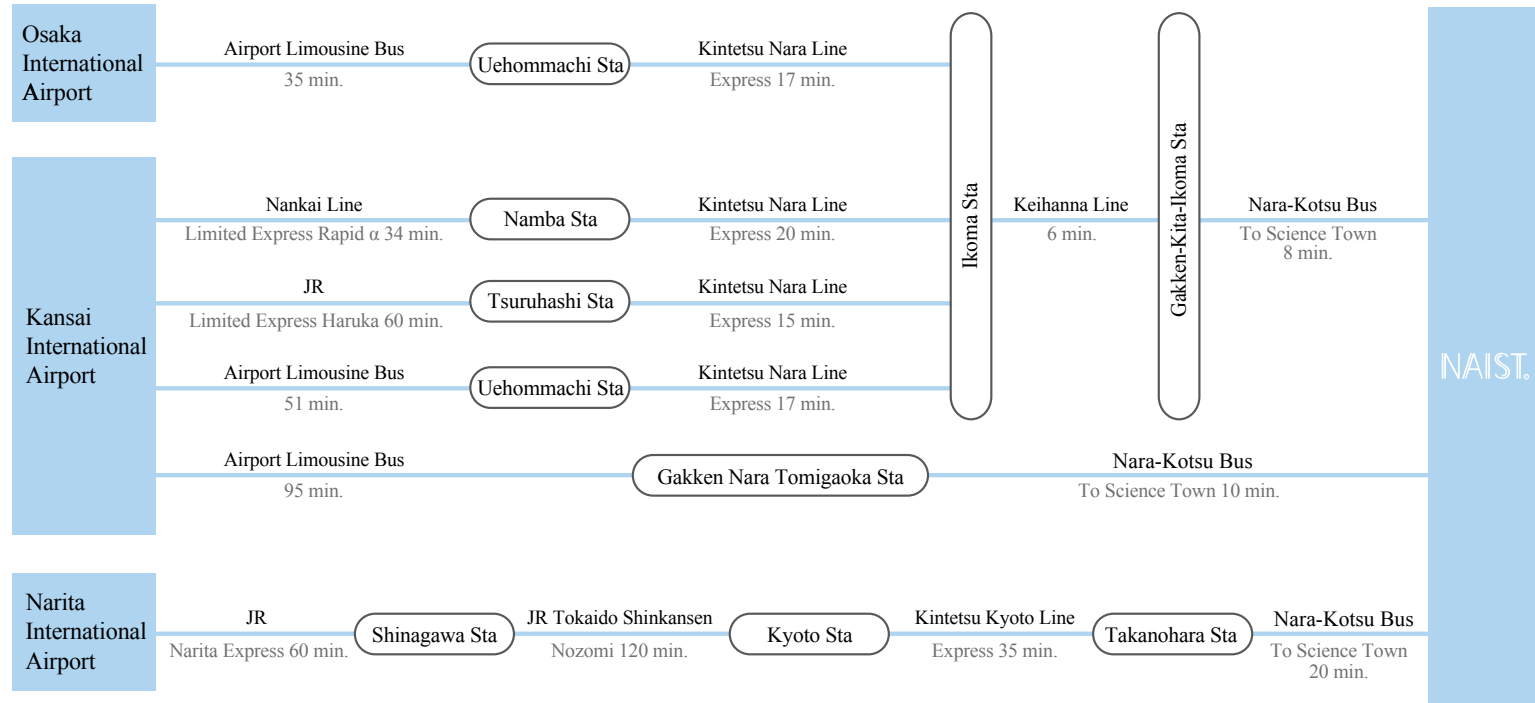 Osaka
International
Airport
Airport Limousine Bus
35 min.
Uehommachi Sta
Kintetsu Nara Line
Express 17 min.
Kansai
International
Airport
Nankai Line
Limited Express Rapid α 34 min.
Namba Sta
Kintetsu Nara Line
Express 20 min.
JR
Limited Express Haruka 60 min.
Tsuruhashi Sta
Kintetsu Nara Line
Express 15 min.
Airport Limousine Bus
51 min.
Uehommachi Sta
Kintetsu Nara Line
Express 17 min.
Ikoma Sta
Keihanna Line
6 min.
Gakken-Kita-Ikoma Sta
Nara-Kotsu Bus
To Science Town
8 min.
Airport Limousine Bus
95 min.
Gakken Nara Tomigaoka Sta
Nara-Kotsu Bus
To Science Town 10 min.
Narita
International
Airport
JR
Narita Express 60 min.
Shinagawa Sta
JR Tokaido Shinkansen
Nozomi 120 min.
Kyoto Sta
Kintetsu Kyoto Line
Express 35 min.
Takanohara Sta
Nara-Kotsu Bus
To Science Town
20 min.
NAIST